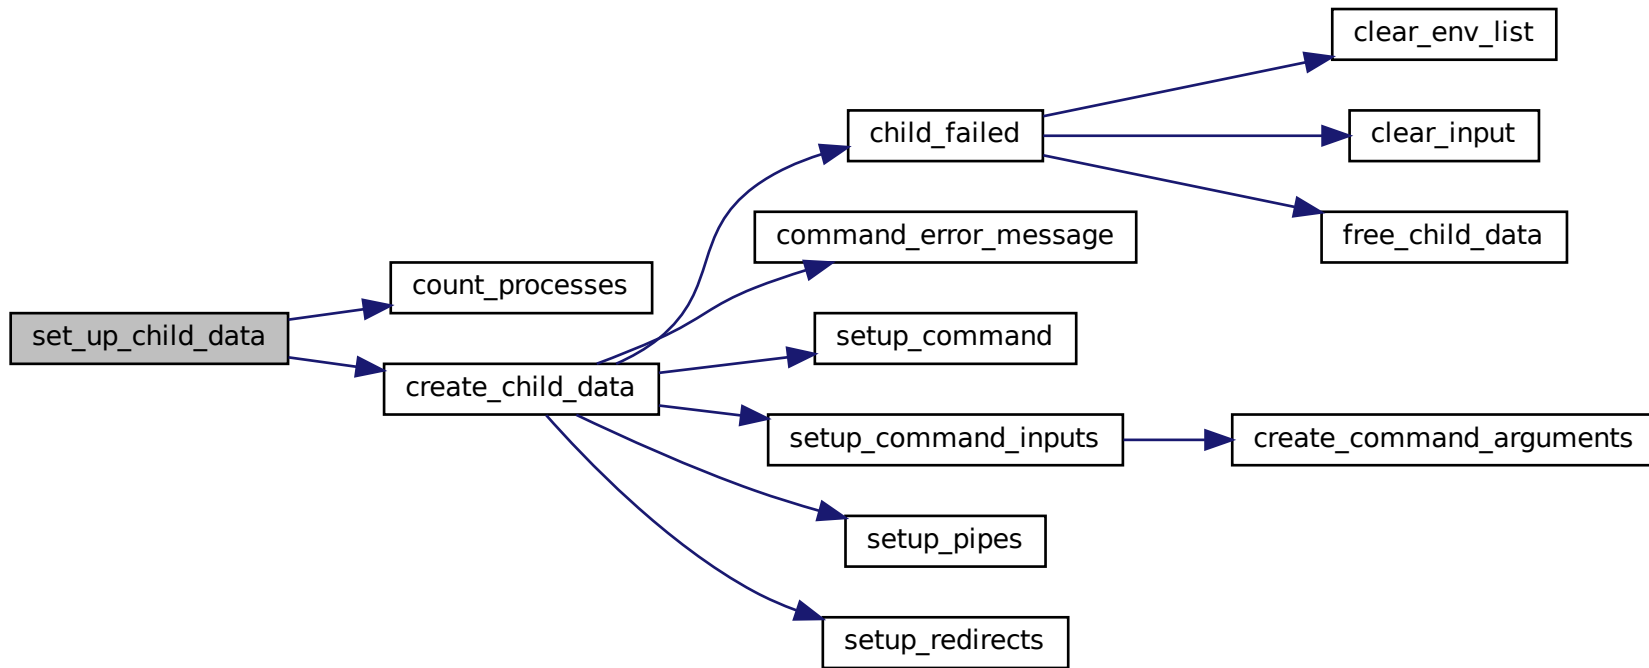 clear_env_list
child_failed
clear_input
command_error_message
free_child_data
count_processes
set_up_child_data
setup_command
create_child_data
setup_command_inputs
create_command_arguments
setup_pipes
setup_redirects